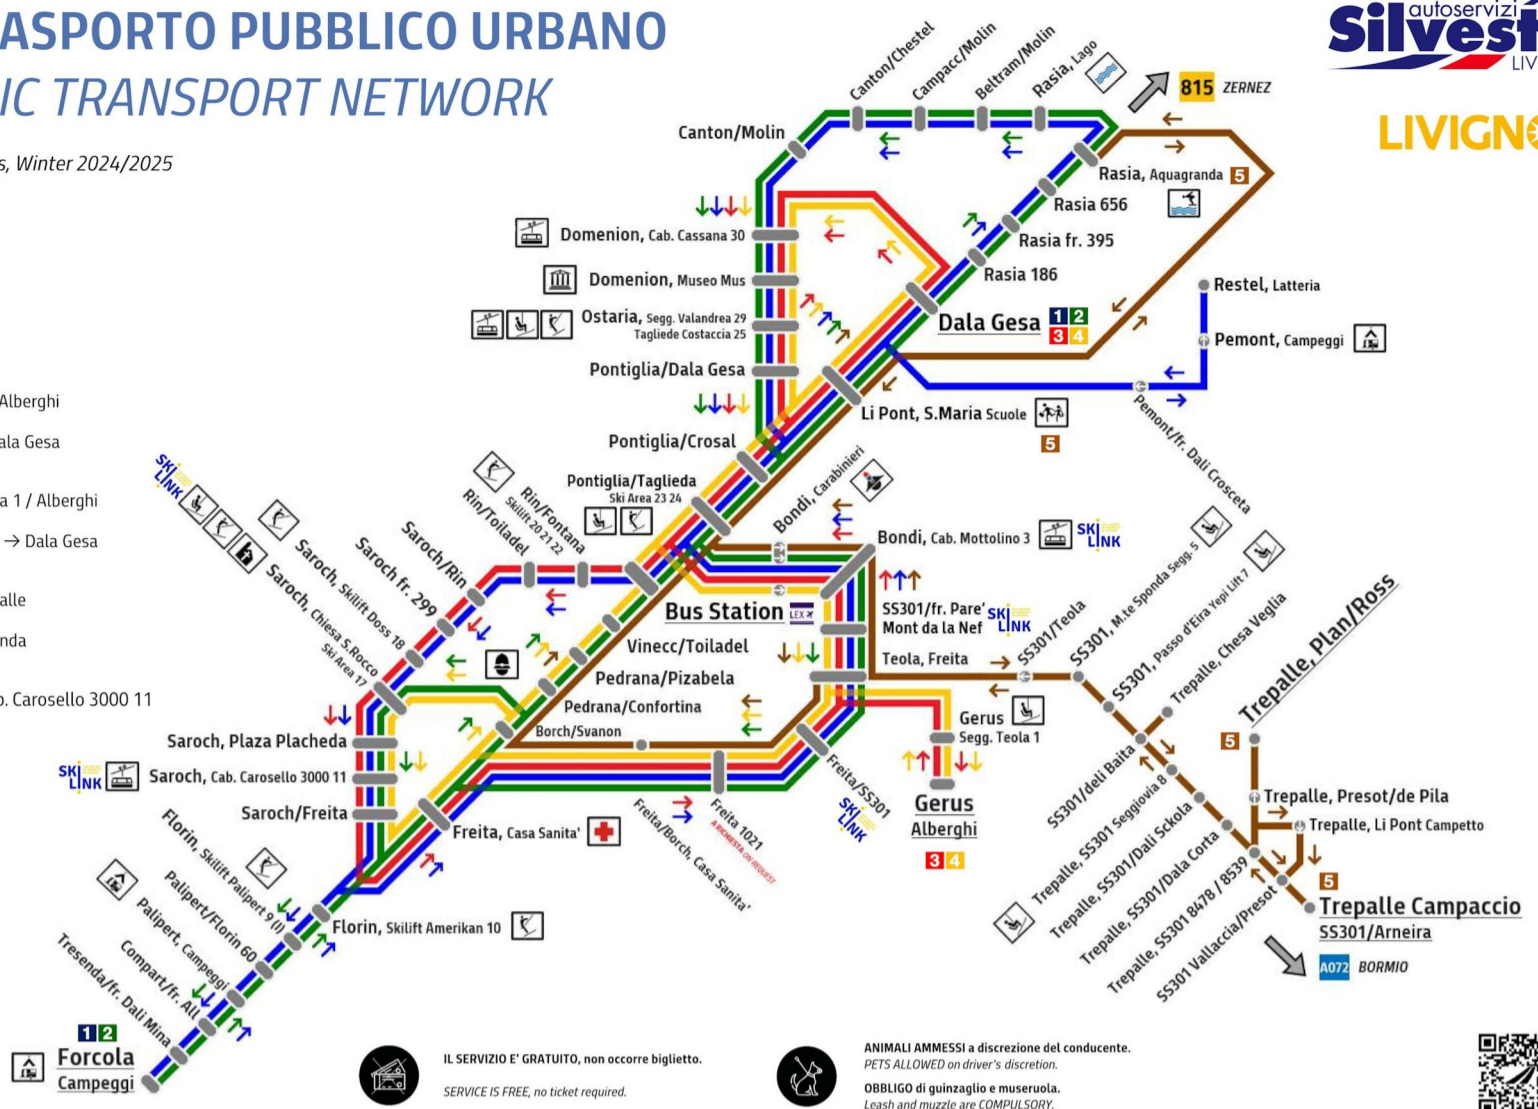 ASPORTO PUBBLICO URBANO
IC TRANSPORT NETWORK
s, Winter 2024/2025
autoservizi
Silvest
LIV
LIVIGN
815 ZERNEZ
Canton/Chestel
Campacc/Molin
Beltram/Molin
Rasia, Lago
Canton/Molin
Rasia, Aquagranda 5
Rasia 656
Rasia fr. 395
Rasia 186
Domenion, Cab. Cassana 30
Domenion, Museo Mus
Ostaria, Segg. Valandrea 29
Tagliede Costaccia 25
Pontiglia/Dala Gesa
Dala Gesa 1 2
3 4
Restel, Latteria
Pemont, Campeggi
Pemont/fr. Dali Crosceta
Li Pont, S.Maria Scuole
5
Pontiglia/Crosal
Pontiglia/Taglieda
Ski Area 23 24
Alberghi
ala Gesa
a 1 / Alberghi
→ Dala Gesa
alle
nda
o. Carosello 3000 11
Rin/Fontana
Skilift 20 21 22
Rin/Toiladel
Saroch/Rin
Saroch fr. 299
Saroch, Skilift Doss 18
SKI LINK
Saroch, Chiesa S.Rocco
Ski Area 17
Saroch, Plaza Placheda
SKI LINK
Saroch, Cab. Carosello 3000 11
Saroch/Freita
Bondi, Carabinieri
Bondi, Cab. Mottolino 3
SKI LINK
Bus Station LEX
SS301/fr. Pare'
Mont da la Nef
SKI LINK
Teola, Freita
Vinecc/Toiladel
Pedrana/Pizabela
Pedrana/Confortina
Borch/Svanon
Gerus
Segg. Teola 1
Gerus
Alberghi
3 4
Freita/SS301
SKI LINK
Freita 1021
A RICHIESTA ON REQUEST
Freita/Borch, Casa Sanita'
Freita, Casa Sanita'
SS301/Teola
SS301, M.te Sponda Segg. 5
SS301, Passo d'Eira Yepi Lift 7
Trepalle, Chesa Veglia
SS301/deli Baita
Trepalle, SS301 Seggiovia 8
Trepalle, SS301/Dali Sckola
Trepalle, SS301/Dala Corta
Trepalle, SS301 8478 / 8539
SS301 Vallaccia/Presot
Trepalle, Plan/Ross
5
Trepalle, Presot/de Pila
Trepalle, Li Pont Campetto
5
Trepalle Campaccio
SS301/Arneira
A072 BORMIO
Florin, Skilift Palipert 9 (I)
Florin, Skilift Amerikan 10
Palipert/Florin 60
Palipert, Campeggi
Compart/fr. All
Tresenda/fr. Dali Mina
1 2
Forcola
Campeggi
IL SERVIZIO E' GRATUITO, non occorre biglietto.
SERVICE IS FREE, no ticket required.
ANIMALI AMMESSI a discrezione del conducente.
PETS ALLOWED on driver's discretion.
OBBLIGO di guinzaglio e museruola.
Leash and muzzle are COMPULSORY.